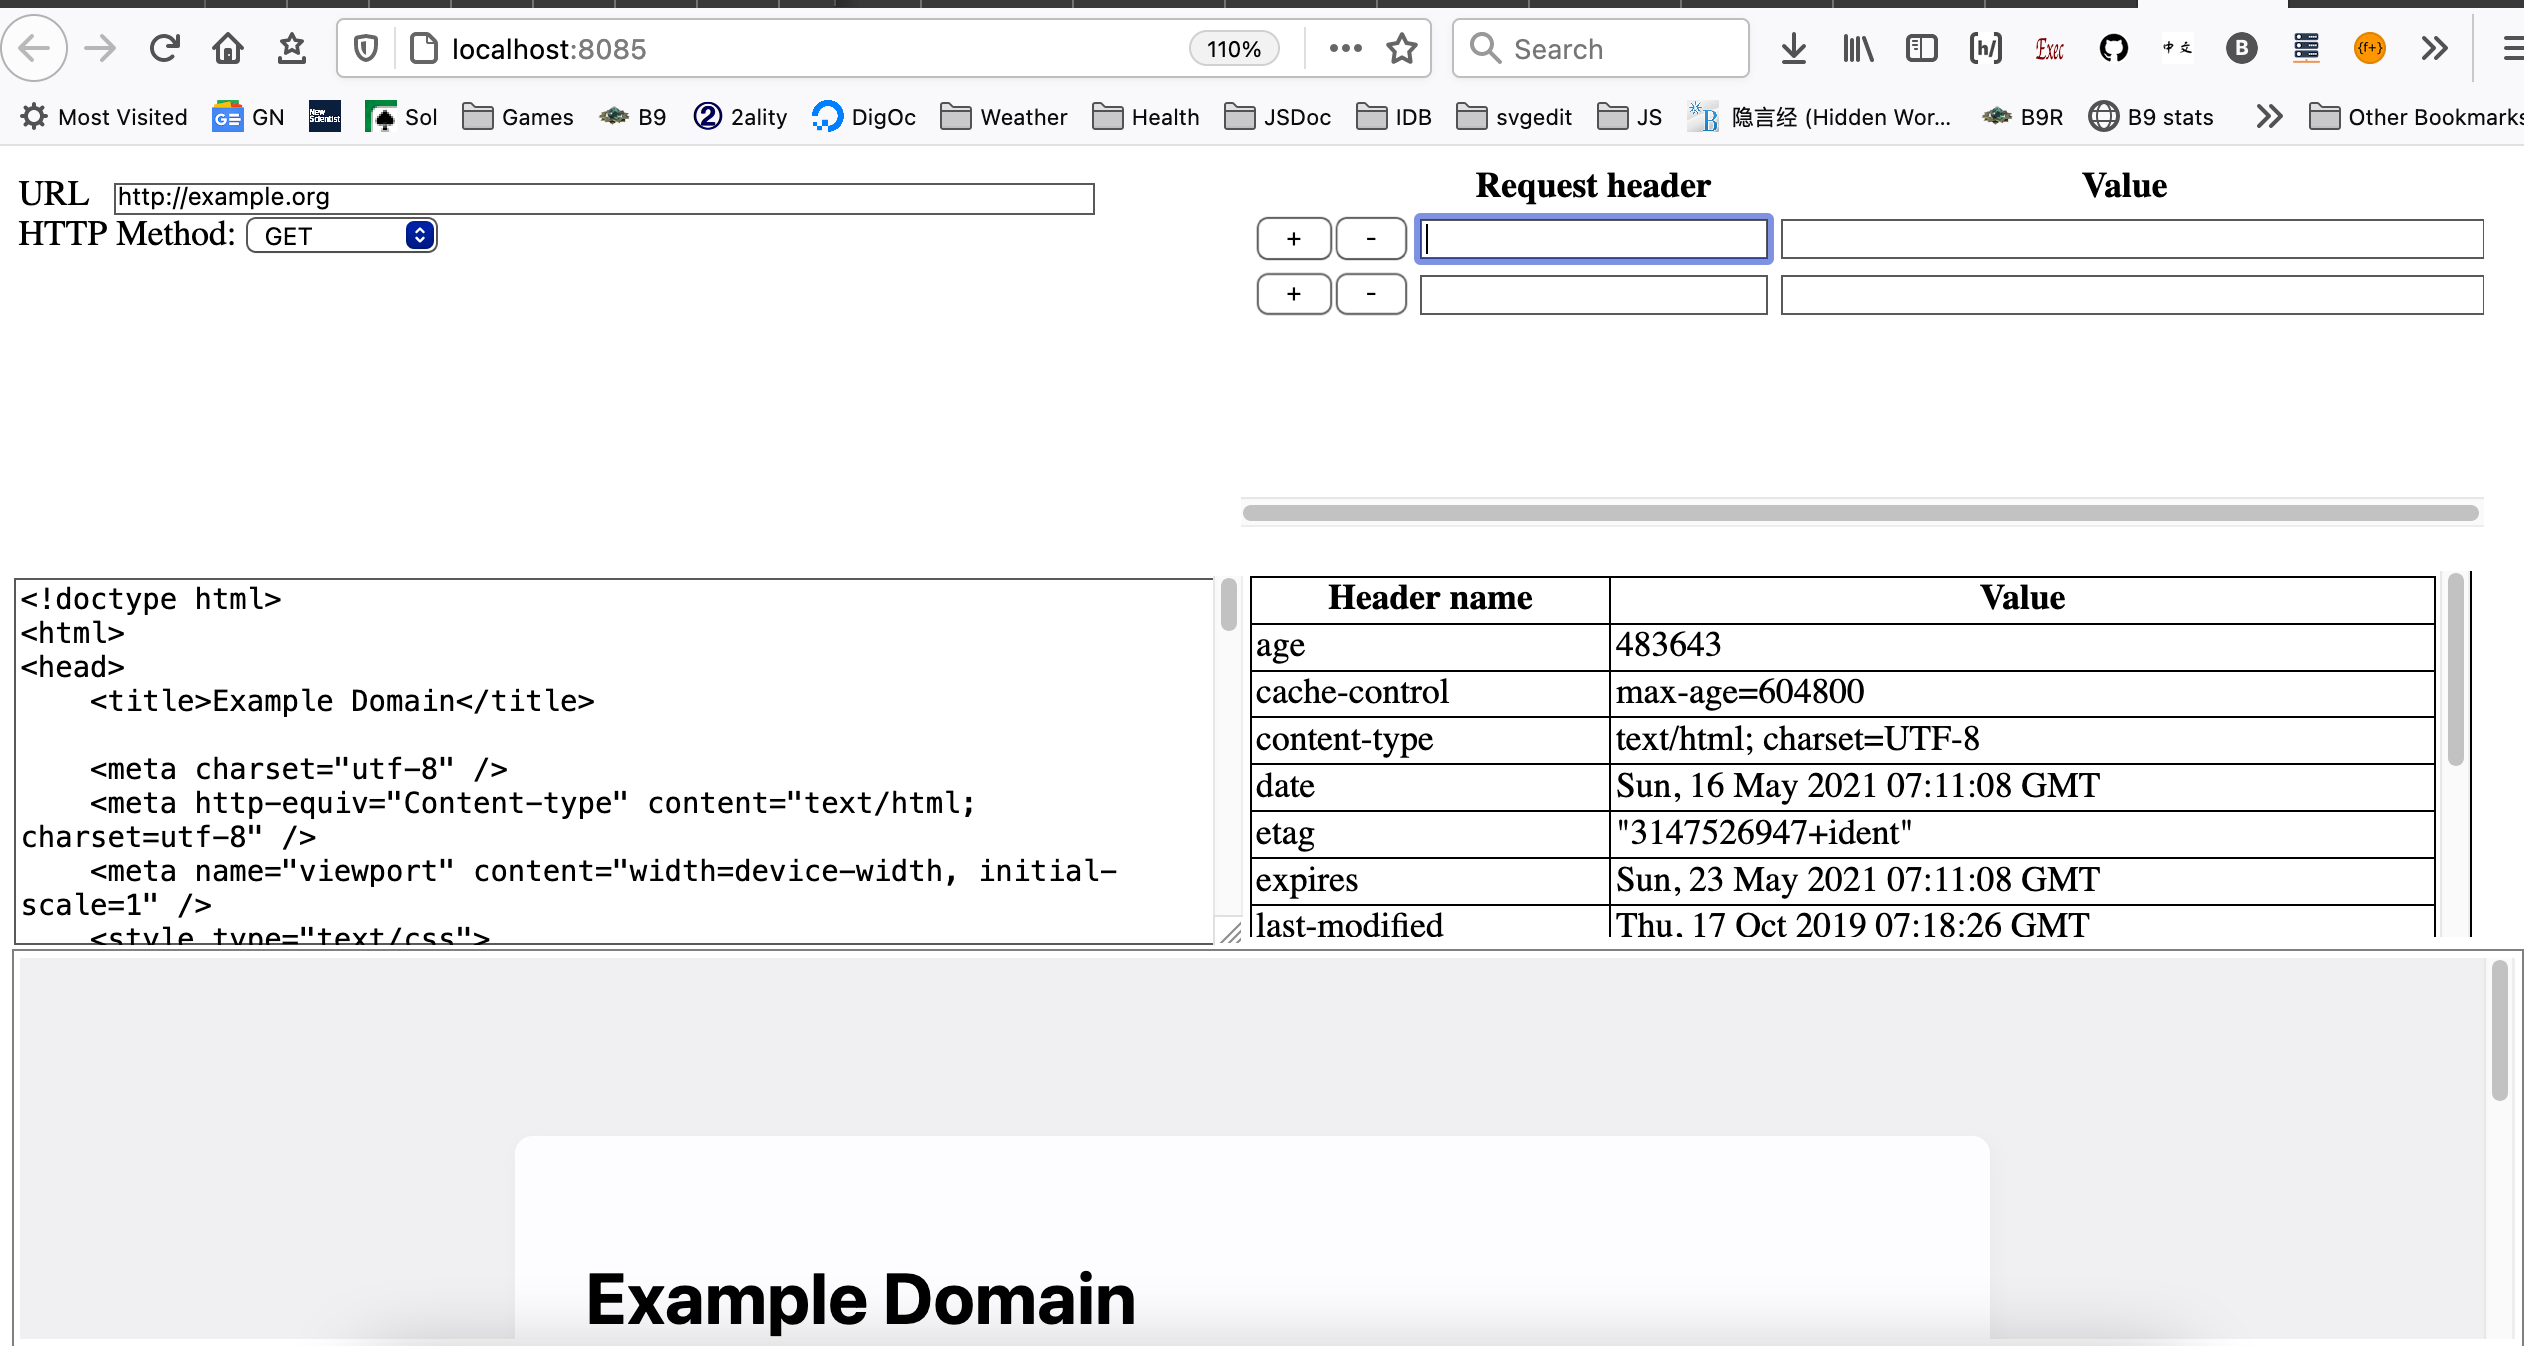 localhost:8085
110%
Search
[h/]
Exec
中文
B
{f+}
Most Visited
GE GN
New Scientist
Sol
Games
B9
2 2ality
DigOc
Weather
Health
JSDoc
IDB
svgedit
JS
B 隐言经 (Hidden Wor...
B9R
B9 stats
Other Bookmarks
URL http://example.org
HTTP Method: GET
Request header Value
+ -
+ -
<!doctype html>
<html>
<head>
<title>Example Domain</title>
<meta charset="utf-8" />
<meta http-equiv="Content-type" content="text/html;
charset=utf-8" />
<meta name="viewport" content="width=device-width, initial-
scale=1" />
<style type="text/css">
Header name Value
age 483643
cache-control max-age=604800
content-type text/html; charset=UTF-8
date Sun, 16 May 2021 07:11:08 GMT
etag "3147526947+ident"
expires Sun, 23 May 2021 07:11:08 GMT
last-modified Thu, 17 Oct 2019 07:18:26 GMT
Example Domain